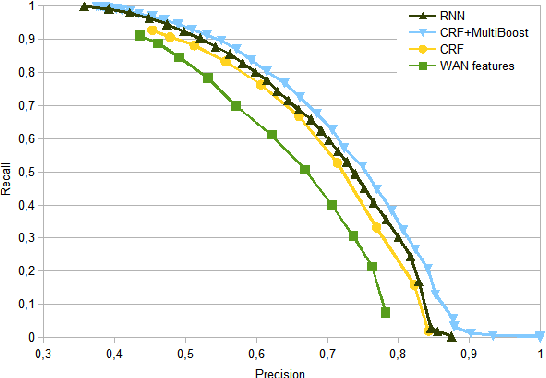 RNN
CRF+MultiBoost
CRF
WAN features
1
0,9
0,8
0,7
0,6
0,5
0,4
0,3
0,2
0,1
0
Recall
0,3 0,4 0,5 0,6 0,7 0,8 0,9 1
Precision